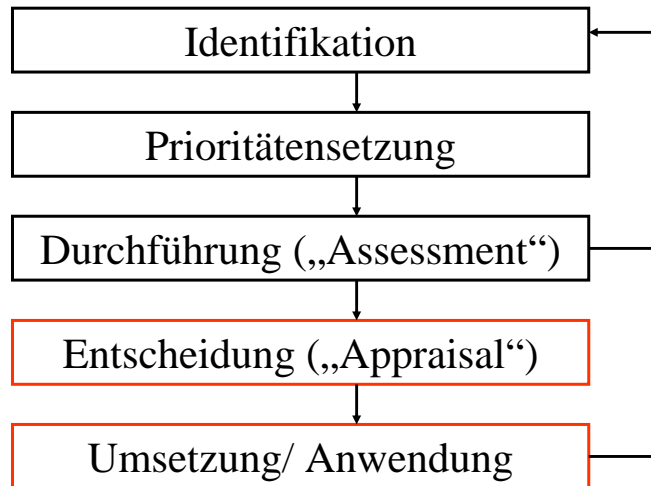 Identifikation
Prioritätensetzung
Durchführung („Assessment“)
Entscheidung („Appraisal“)
Umsetzung/ Anwendung